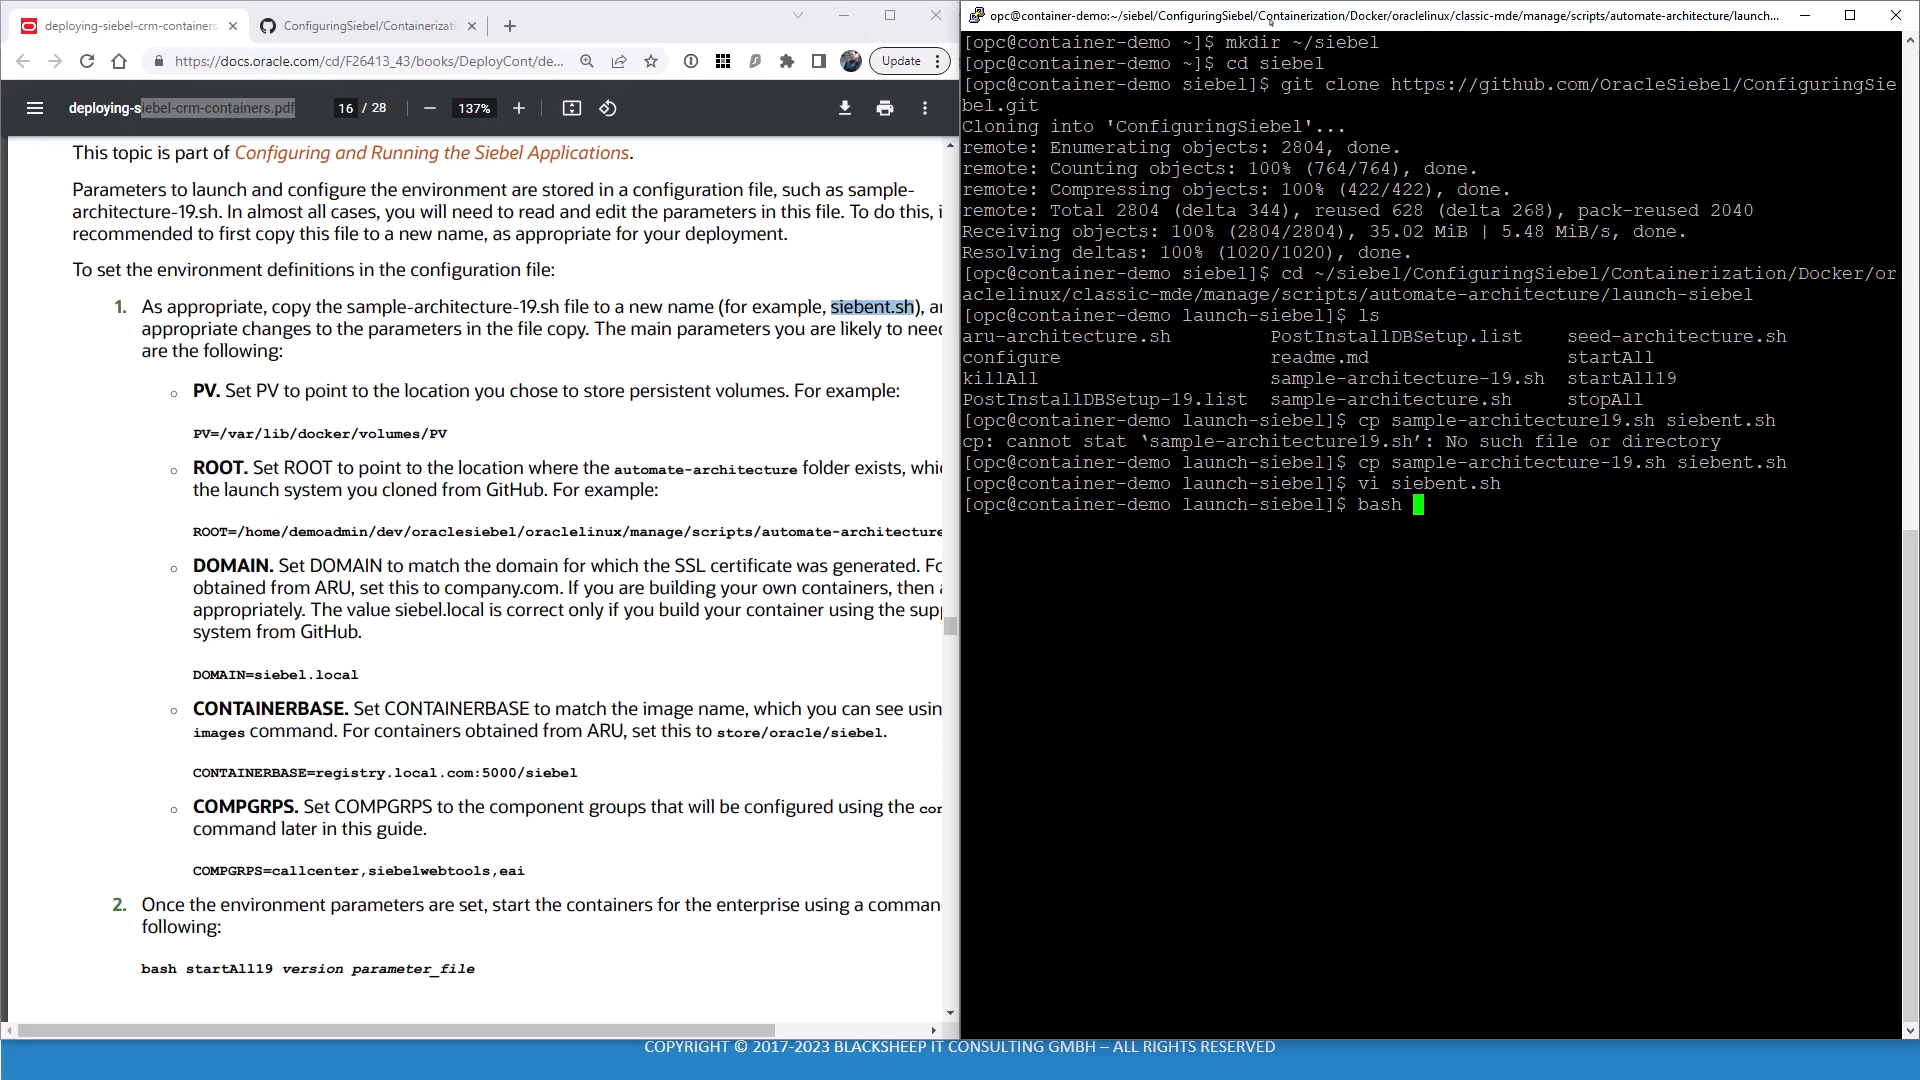 deploying-siebel-crm-containers
ConfiguringSiebel/Containerizati
https://docs.oracle.com/cd/F26413_43/books/DeployCont/de...
Update
deploying-siebel-crm-containers.pdf
16 / 28
137%
This topic is part of Configuring and Running the Siebel Applications.
Parameters to launch and configure the environment are stored in a configuration file, such as sample-
architecture-19.sh. In almost all cases, you will need to read and edit the parameters in this file. To do this, i
recommended to first copy this file to a new name, as appropriate for your deployment.
To set the environment definitions in the configuration file:
1. As appropriate, copy the sample-architecture-19.sh file to a new name (for example, siebent.sh), ar
appropriate changes to the parameters in the file copy. The main parameters you are likely to need
are the following:
PV. Set PV to point to the location you chose to store persistent volumes. For example:
PV=/var/lib/docker/volumes/PV
ROOT. Set ROOT to point to the location where the automate-architecture folder exists, whic
the launch system you cloned from GitHub. For example:
ROOT=/home/demoadmin/dev/oraclesiebel/oraclelinux/manage/scripts/automate-architecture
DOMAIN. Set DOMAIN to match the domain for which the SSL certificate was generated. Fo
obtained from ARU, set this to company.com. If you are building your own containers, then a
appropriately. The value siebel.local is correct only if you build your container using the supp
system from GitHub.
DOMAIN=siebel.local
CONTAINERBASE. Set CONTAINERBASE to match the image name, which you can see usin
images command. For containers obtained from ARU, set this to store/oracle/siebel.
CONTAINERBASE=registry.local.com:5000/siebel
COMPGRPS. Set COMPGRPS to the component groups that will be configured using the con
command later in this guide.
COMPGRPS=callcenter,siebelwebtools,eai
2. Once the environment parameters are set, start the containers for the enterprise using a comman
following:
bash startAll19 version parameter_file
opc@container-demo:~/siebel/ConfiguringSiebel/Containerization/Docker/oraclelinux/classic-mde/manage/scripts/automate-architecture/launch...
[opc@container-demo ~]$ mkdir ~/siebel
[opc@container-demo ~]$ cd siebel
[opc@container-demo siebel]$ git clone https://github.com/OracleSiebel/ConfiguringSie
bel.git
Cloning into 'ConfiguringSiebel'...
remote: Enumerating objects: 2804, done.
remote: Counting objects: 100% (764/764), done.
remote: Compressing objects: 100% (422/422), done.
remote: Total 2804 (delta 344), reused 628 (delta 268), pack-reused 2040
Receiving objects: 100% (2804/2804), 35.02 MiB | 5.48 MiB/s, done.
Resolving deltas: 100% (1020/1020), done.
[opc@container-demo siebel]$ cd ~/siebel/ConfiguringSiebel/Containerization/Docker/or
aclelinux/classic-mde/manage/scripts/automate-architecture/launch-siebel
[opc@container-demo launch-siebel]$ ls
aru-architecture.sh PostInstallDBSetup.list seed-architecture.sh
configure readme.md startAll
killAll sample-architecture-19.sh startAll19
PostInstallDBSetup-19.list sample-architecture.sh stopAll
[opc@container-demo launch-siebel]$ cp sample-architecture19.sh siebent.sh
cp: cannot stat ‘sample-architecture19.sh’: No such file or directory
[opc@container-demo launch-siebel]$ cp sample-architecture-19.sh siebent.sh
[opc@container-demo launch-siebel]$ vi siebent.sh
[opc@container-demo launch-siebel]$ bash
COPYRIGHT © 2017-2023 BLACKSHEEP IT CONSULTING GMBH – ALL RIGHTS RESERVED